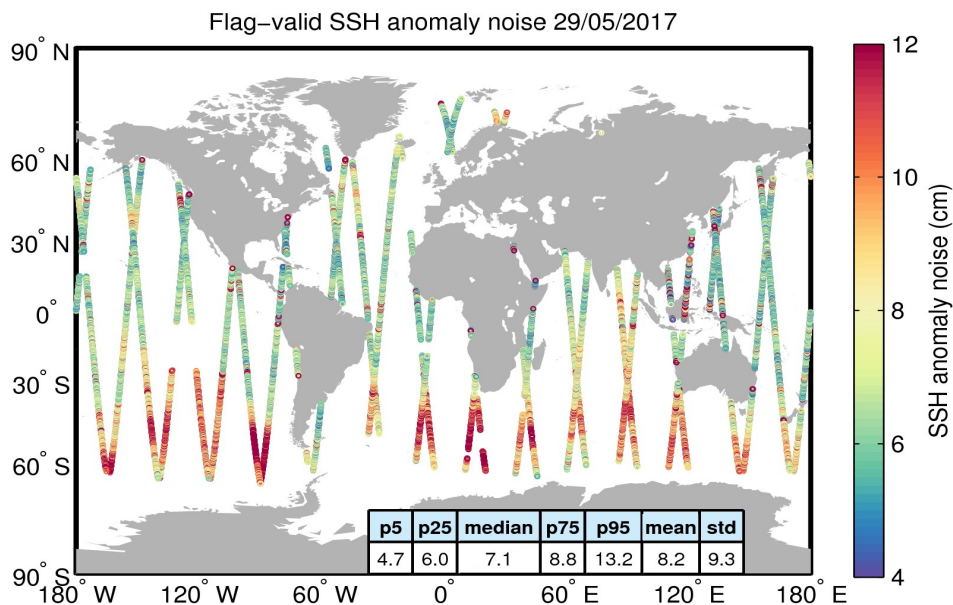 Flag−valid SSH anomaly noise 29/05/2017
90° N
60° N
30° N
0°
30° S
60° S
90° S
180° W
120° W
60° W
0°
60° E
120° E
180° E
p5 p25 median p75 p95 mean std
4.7 6.0 7.1 8.8 13.2 8.2 9.3
12
10
8
6
4
SSH anomaly noise (cm)